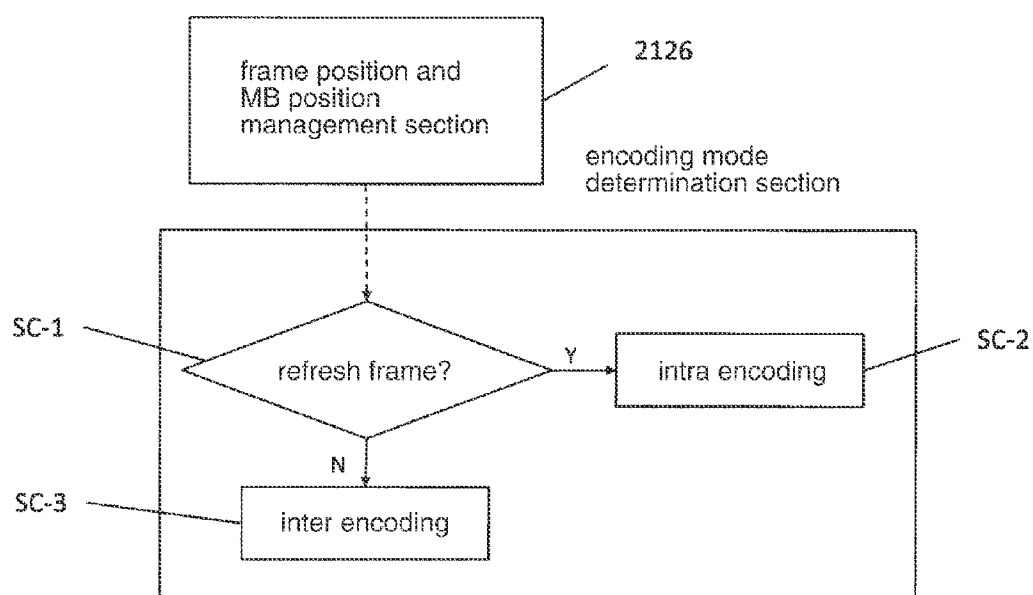 frame position and
MB position
management section
2126
encoding mode
determination section
SC-1
refresh frame?
Y
intra encoding
SC-2
N
SC-3
inter encoding